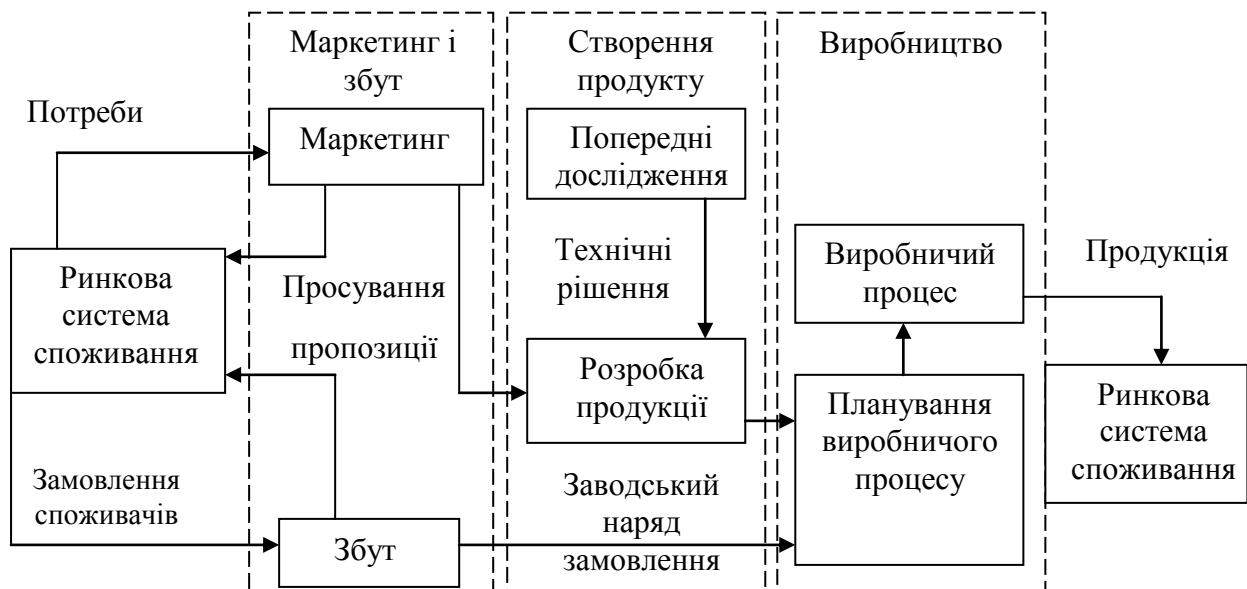 Маркетинг і
збут
Створення
продукту
Виробництво
Потреби
Маркетинг
Попередні
дослідження
Ринкова
система
споживання
Просування
пропозиції
Технічні
рішення
Виробничий
процес
Продукція
Розробка
продукції
Планування
виробничого
процесу
Ринкова
система
споживання
Замовлення
споживачів
Збут
Заводський
наряд
замовлення